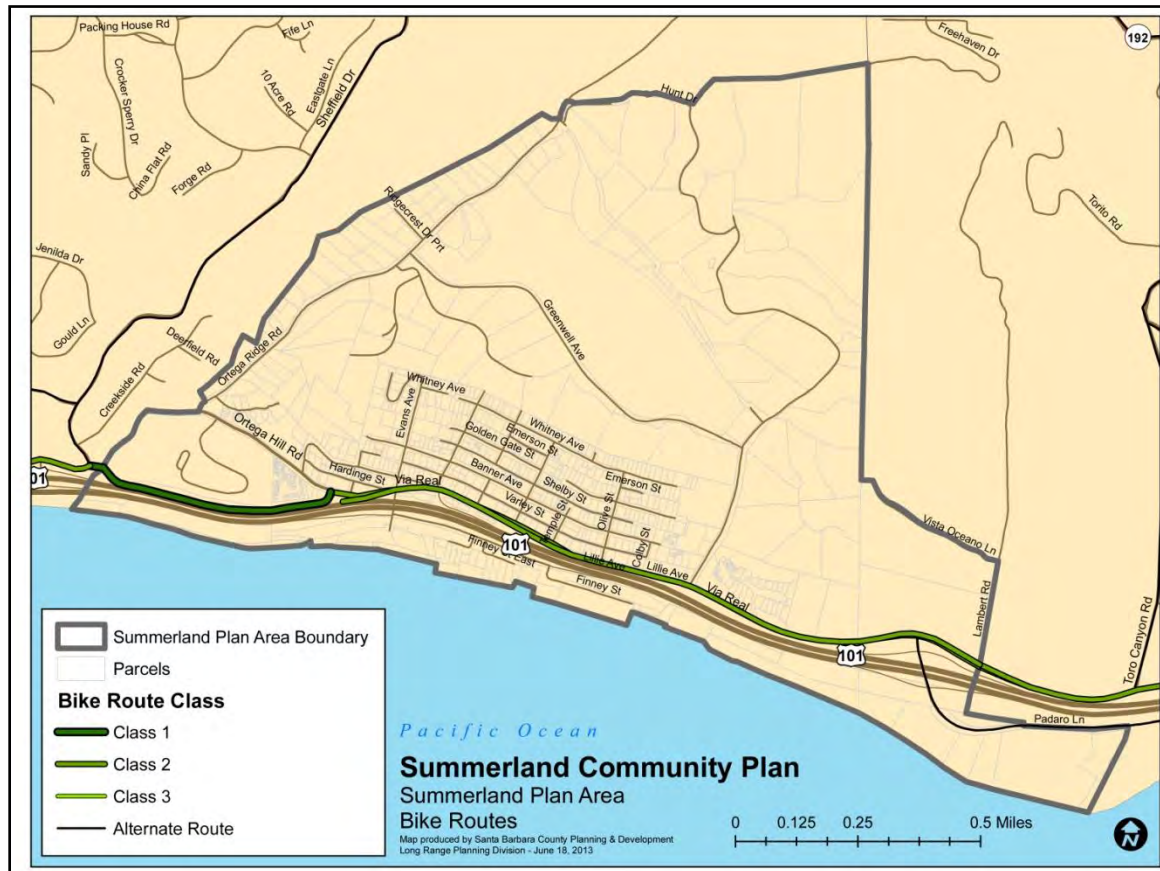 Packing House Rd
Fife Ln
Freehaven Dr
192
Crocker Sperry Dr
10 Acre Rd
Eastgate Ln
Sheffield Dr
Sandy Pl
China Flat Rd
Forge Rd
Hunt Dr
Ridgecrest Dr Prt
Torito Rd
Jenilda Dr
Gould Ln
Deerfield Rd
Creekside Rd
Ortega Ridge Rd
Greenwell Ave
Whitney Ave
Evans Ave
Ortega Hill Rd
Golden Gate St
Emerson St
Whitney Ave
Hardinge St
Via Real
Banner Ave
Shelby St
Emerson St
Varley St
Temple St
Olive St
Colby St
101
101
Lillie Ave
Lillie Ave
Finney St
Via Real
Vista Oceano Ln
Lambert Rd
Toro Canyon Rd
101
Padaro Ln
Summerland Plan Area Boundary
Parcels
Bike Route Class
Class 1
Class 2
Class 3
Alternate Route
Pacific Ocean
Summerland Community Plan
Summerland Plan Area
Bike Routes
Map produced by Santa Barbara County Planning & Development
Long Range Planning Division - June 18, 2013
0 0.125 0.25 0.5 Miles
N